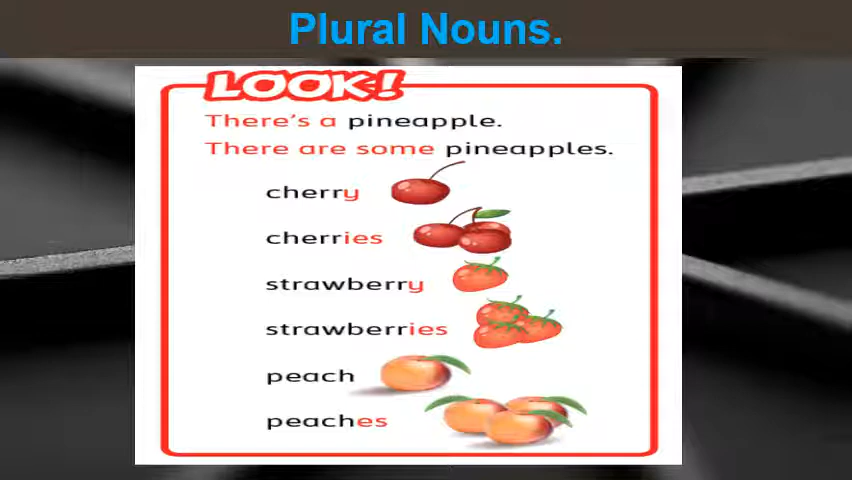 Plural Nouns.
LOOK!
There's a pineapple.
There are some pineapples.
cherry
cherries
strawberry
strawberries
peach
peaches